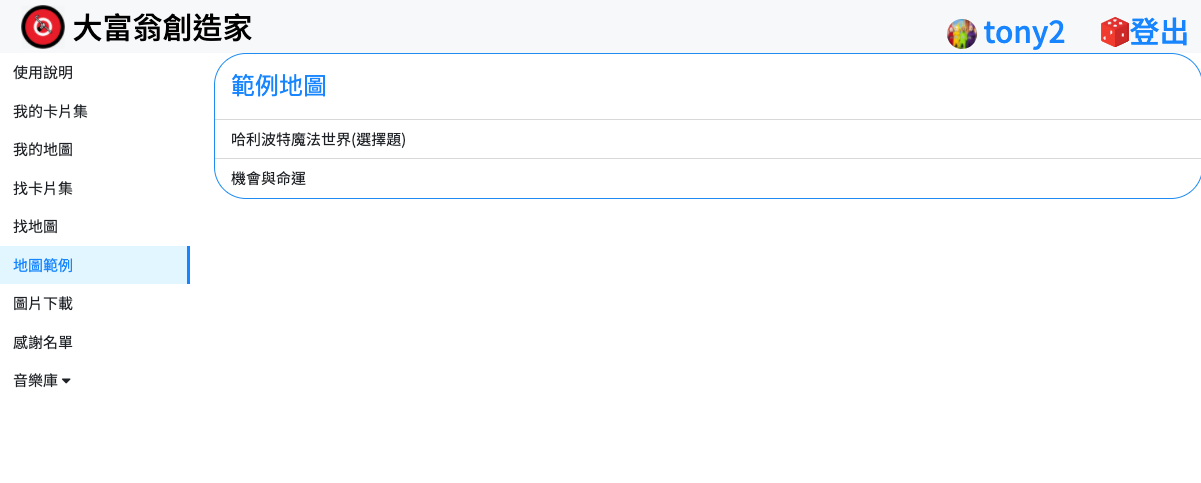 大富翁創造家
tony2
登出
使用說明
我的卡片集
我的地圖
找卡片集
找地圖
地圖範例
圖片下載
感謝名單
音樂庫
範例地圖
哈利波特魔法世界(選擇題)
機會與命運